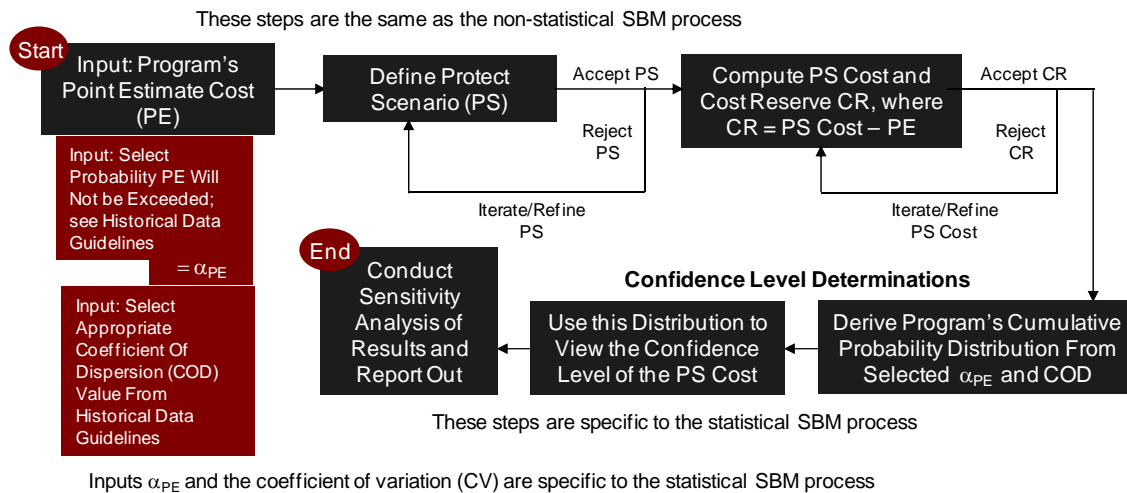 These steps are the same as the non-statistical SBM process
Start
Input: Program's
Point Estimate Cost
(PE)
Define Protect
Scenario (PS)
Accept PS
Reject
PS
Iterate/Refine
PS
Compute PS Cost and
Cost Reserve CR, where
CR = PS Cost – PE
Accept CR
Reject
CR
Iterate/Refine
PS Cost
Input: Select
Probability PE Will
Not be Exceeded;
see Historical Data
Guidelines
= αPE
Input: Select
Appropriate
Coefficient Of
Dispersion (COD)
Value From
Historical Data
Guidelines
End
Conduct
Sensitivity
Analysis of
Results and
Report Out
Confidence Level Determinations
Use this Distribution to
View the Confidence
Level of the PS Cost
Derive Program's Cumulative
Probability Distribution From
Selected αPE and COD
These steps are specific to the statistical SBM process
Inputs αPE and the coefficient of variation (CV) are specific to the statistical SBM process